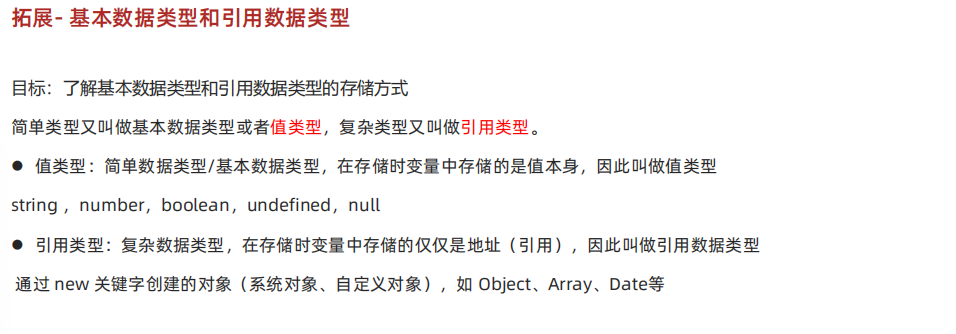 拓展- 基本数据类型和引用数据类型
目标：了解基本数据类型和引用数据类型的存储方式
简单类型又叫做基本数据类型或者值类型，复杂类型又叫做引用类型。
● 值类型：简单数据类型/基本数据类型，在存储时变量中存储的是值本身，因此叫做值类型
string ，number，boolean，undefined，null
● 引用类型：复杂数据类型，在存储时变量中存储的仅仅是地址（引用），因此叫做引用数据类型
通过 new 关键字创建的对象（系统对象、自定义对象），如 Object、Array、Date等